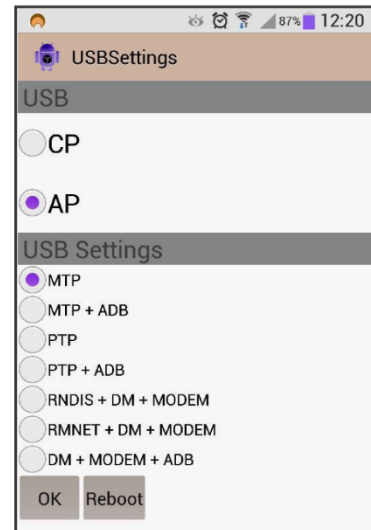 87% 12:20
USBSettings
USB
CP
AP
USB Settings
MTP
MTP + ADB
PTP
PTP + ADB
RNDIS + DM + MODEM
RMNET + DM + MODEM
DM + MODEM + ADB
OK Reboot